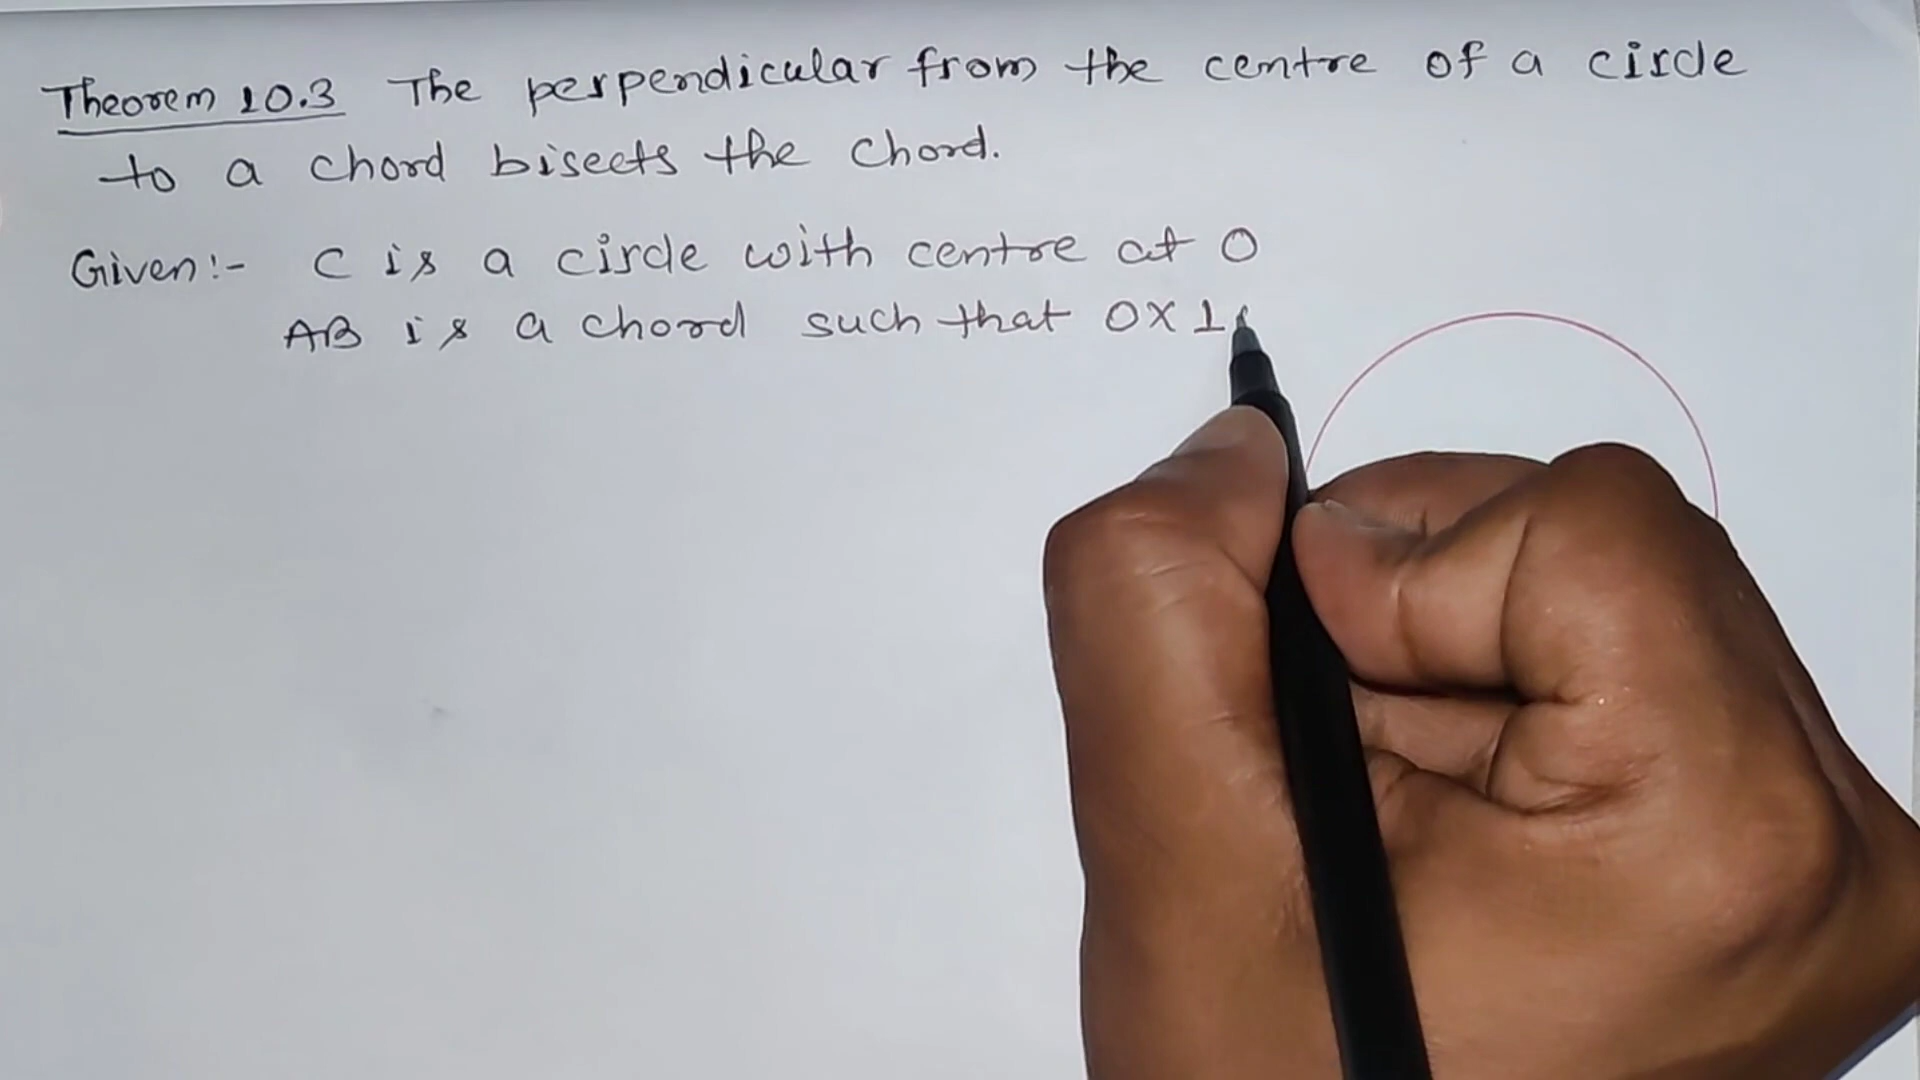 Theorem 10.3 The perpendicular from the centre of a circle
to a chord bisects the chord.
Given:- C is a circle with centre at O
AB is a chord such that OX ⊥